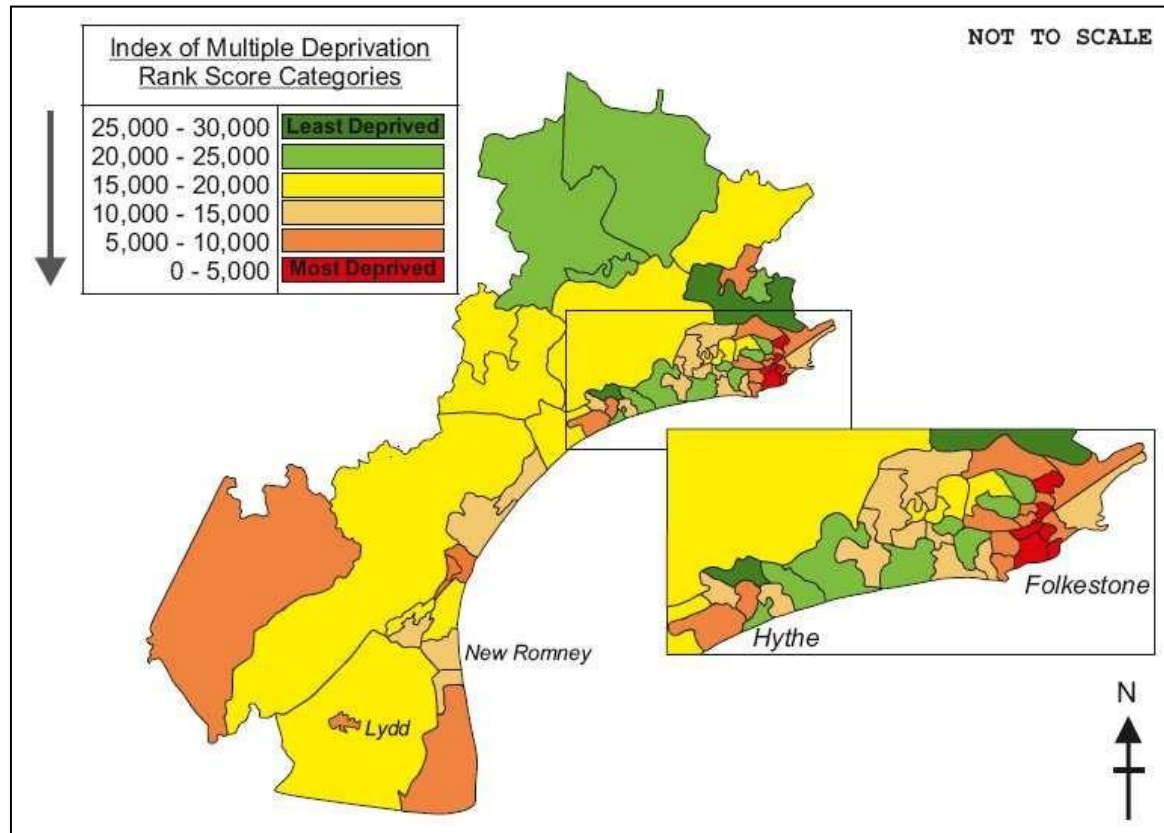 Index of Multiple Deprivation
Rank Score Categories
25,000 - 30,000 Least Deprived
20,000 - 25,000
15,000 - 20,000
10,000 - 15,000
5,000 - 10,000
0 - 5,000 Most Deprived
NOT TO SCALE
New Romney
Lydd
Folkestone
Hythe
N